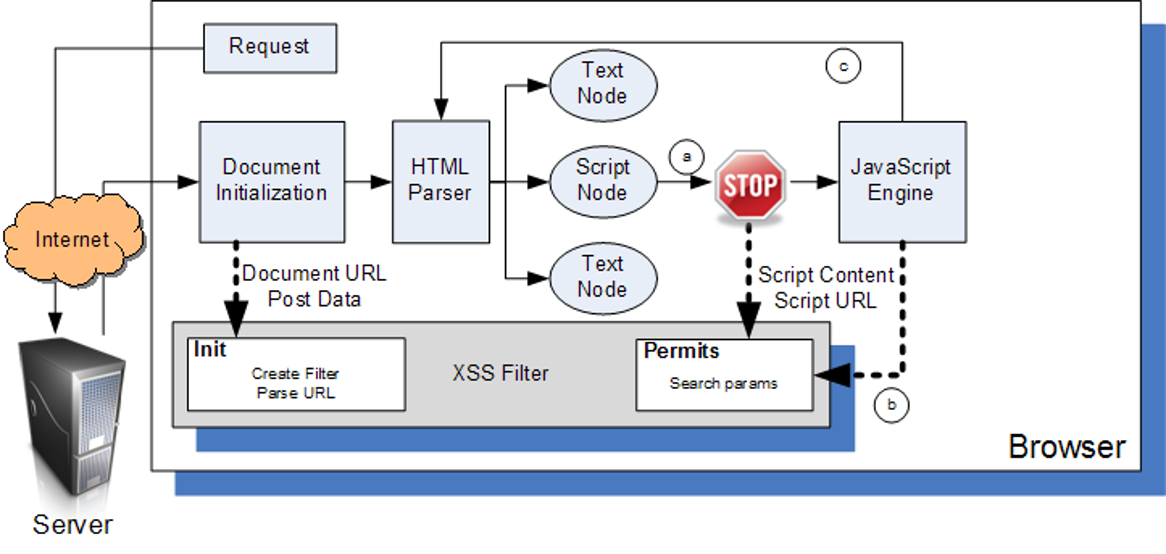 Request
c
Text
Node
a
Document
Initialization
HTML
Parser
Script
Node
STOP
JavaScript
Engine
Internet
Document URL
Post Data
Text
Node
Script Content
Script URL
Init
Create Filter
Parse URL
XSS Filter
Permits
Search params
b
Browser
Server